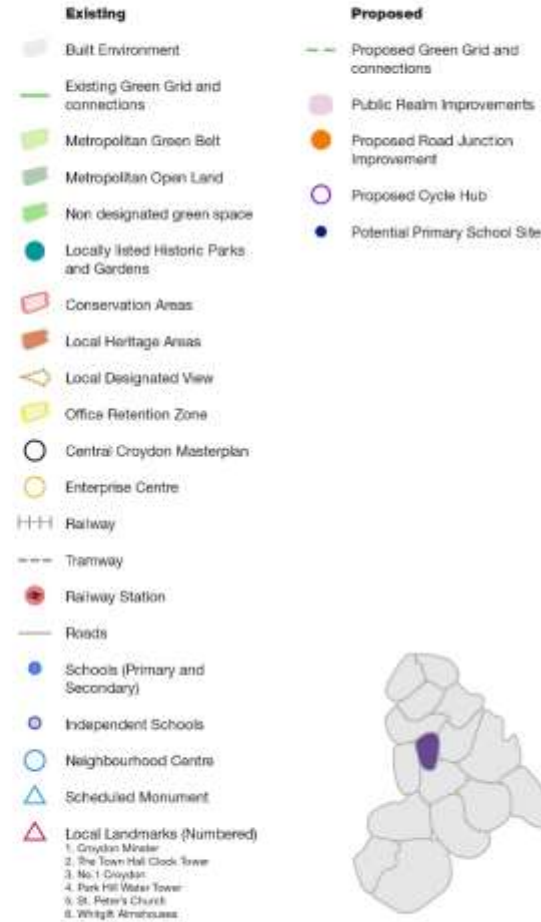 Existing
Built Environment
Existing Green Grid and
connections
Metropolitan Green Belt
Metropolitan Open Land
Non designated green space
Locally listed Historic Parks
and Gardens
Conservation Areas
Local Heritage Areas
Local Designated View
Office Retention Zone
Central Croydon Masterplan
Enterprise Centre
Railway
Tramway
Railway Station
Roads
Schools (Primary and
Secondary)
Independent Schools
Neighbourhood Centre
Scheduled Monument
Local Landmarks (Numbered)
1. Croydon Minster
2. The Town Hall Clock Tower
3. No.1 Croydon
4. Park Hill Water Tower
5. St. Peter's Church
6. Whitgift Almshouses
Proposed
Proposed Green Grid and
connections
Public Realm Improvements
Proposed Road Junction
Improvement
Proposed Cycle Hub
Potential Primary School Site